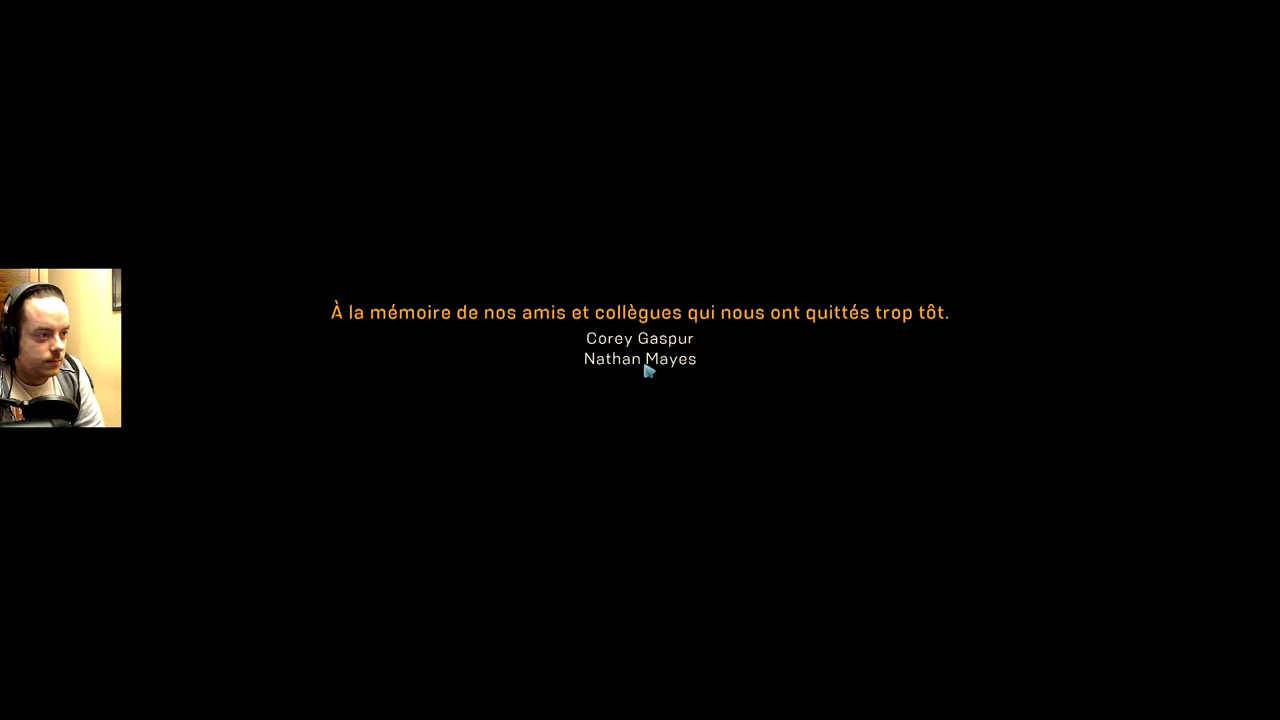 À la mémoire de nos amis et collègues qui nous ont quittés trop tôt.
Corey Gaspur
Nathan Mayes